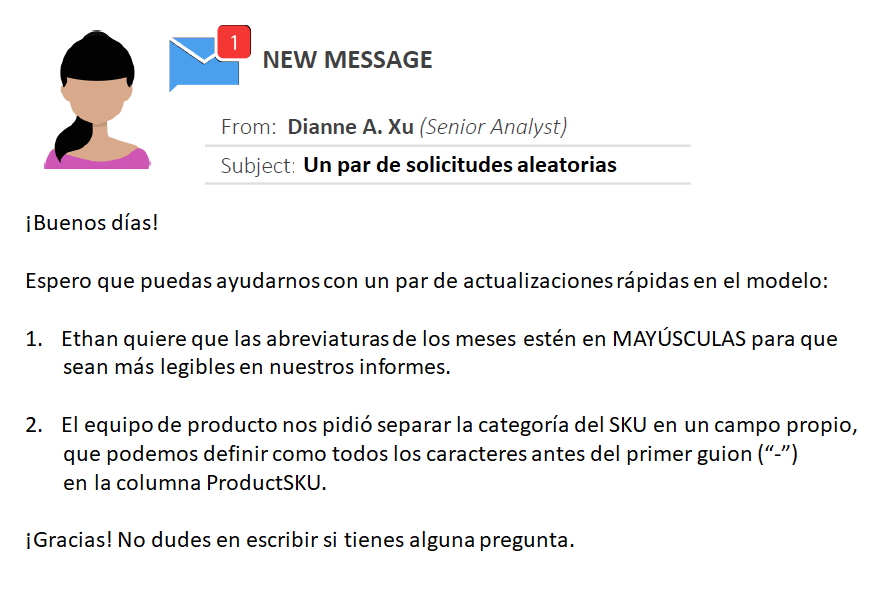 1
NEW MESSAGE
From: Dianne A. Xu (Senior Analyst)
Subject: Un par de solicitudes aleatorias
¡Buenos días!
Espero que puedas ayudarnos con un par de actualizaciones rápidas en el modelo:
1. Ethan quiere que las abreviaturas de los meses estén en MAYÚSCULAS para que
sean más legibles en nuestros informes.
2. El equipo de producto nos pidió separar la categoría del SKU en un campo propio,
que podemos definir como todos los caracteres antes del primer guion (“-”)
en la columna ProductSKU.
¡Gracias! No dudes en escribir si tienes alguna pregunta.